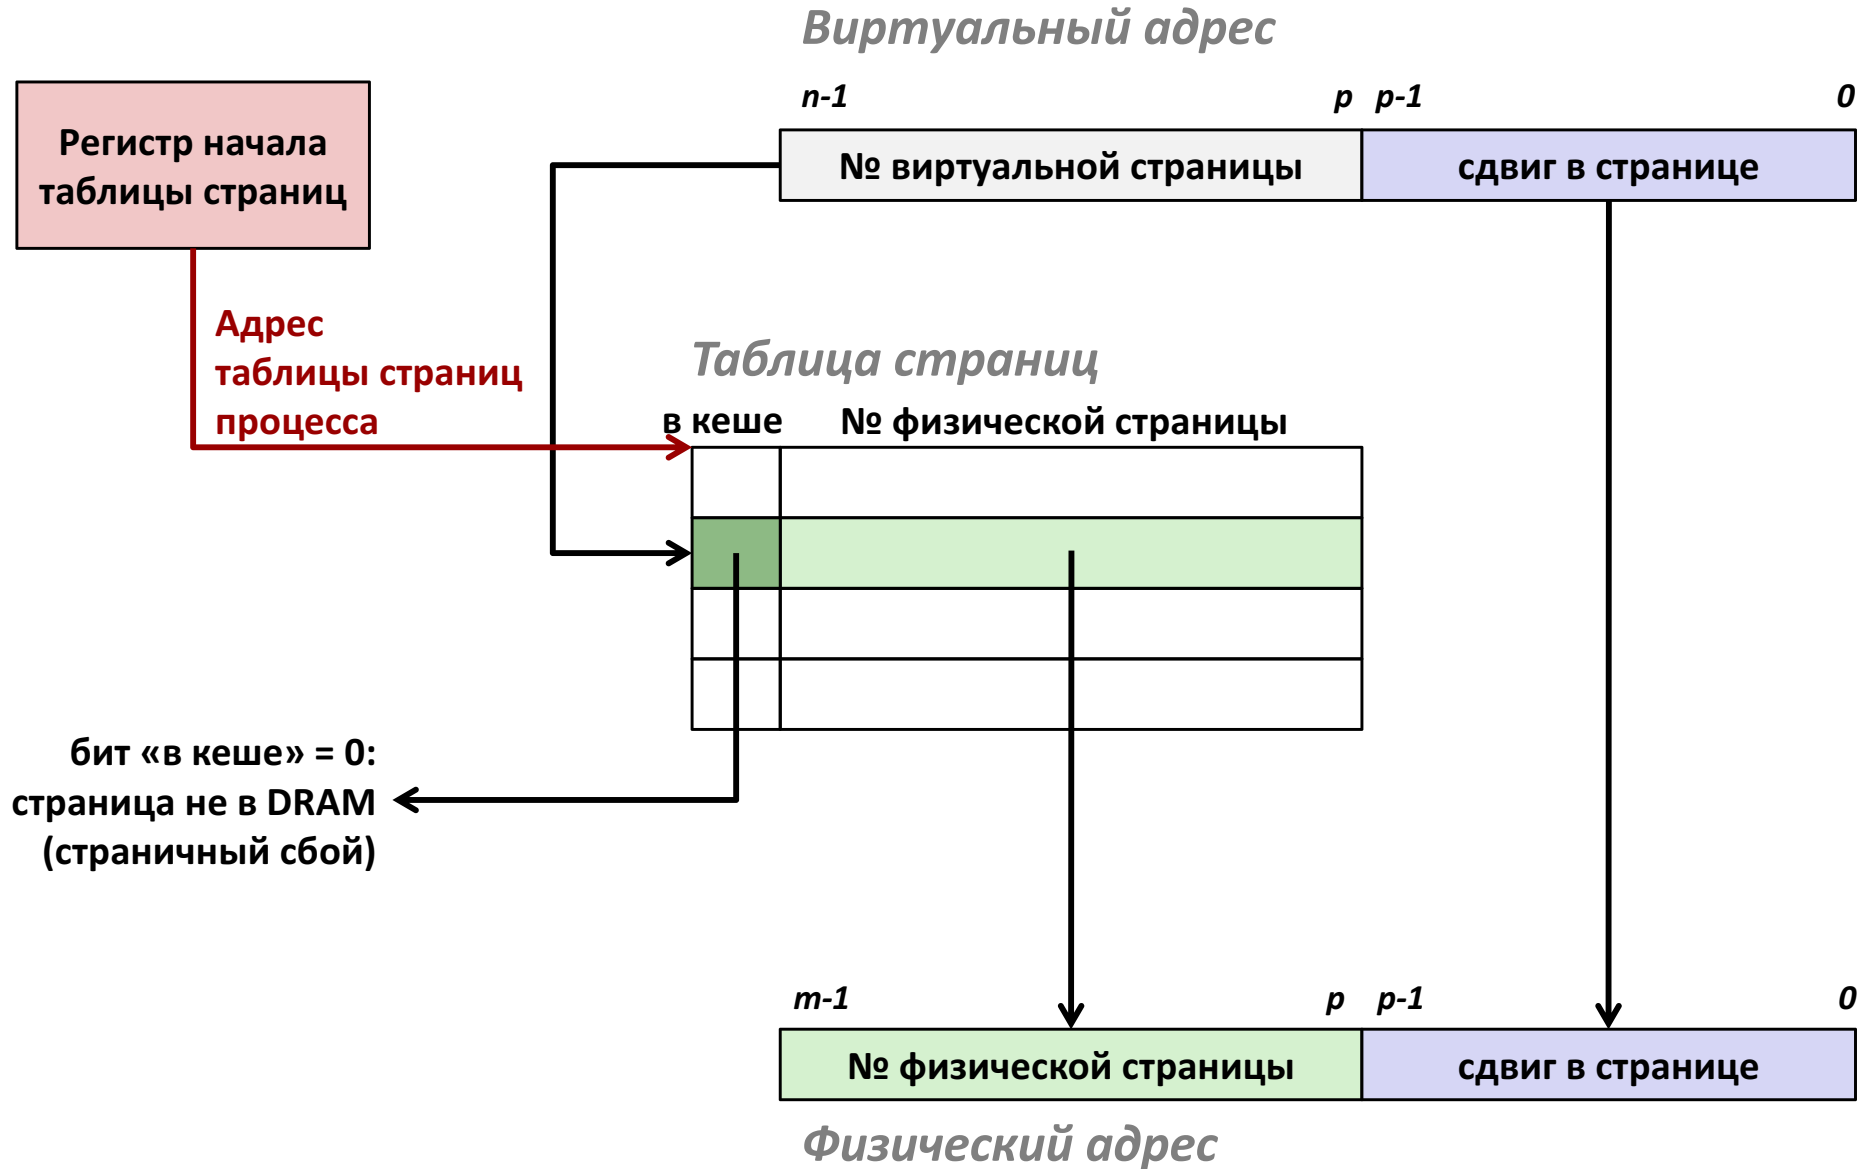 Виртуальный адрес
n-1 p p-1 0
Регистр начала
таблицы страниц
№ виртуальной страницы сдвиг в странице
Адрес
таблицы страниц
процесса
Таблица страниц
в кеше № физической страницы
бит «в кеше» = 0:
страница не в DRAM
(страничный сбой)
m-1 p p-1 0
№ физической страницы сдвиг в странице
Физический адрес